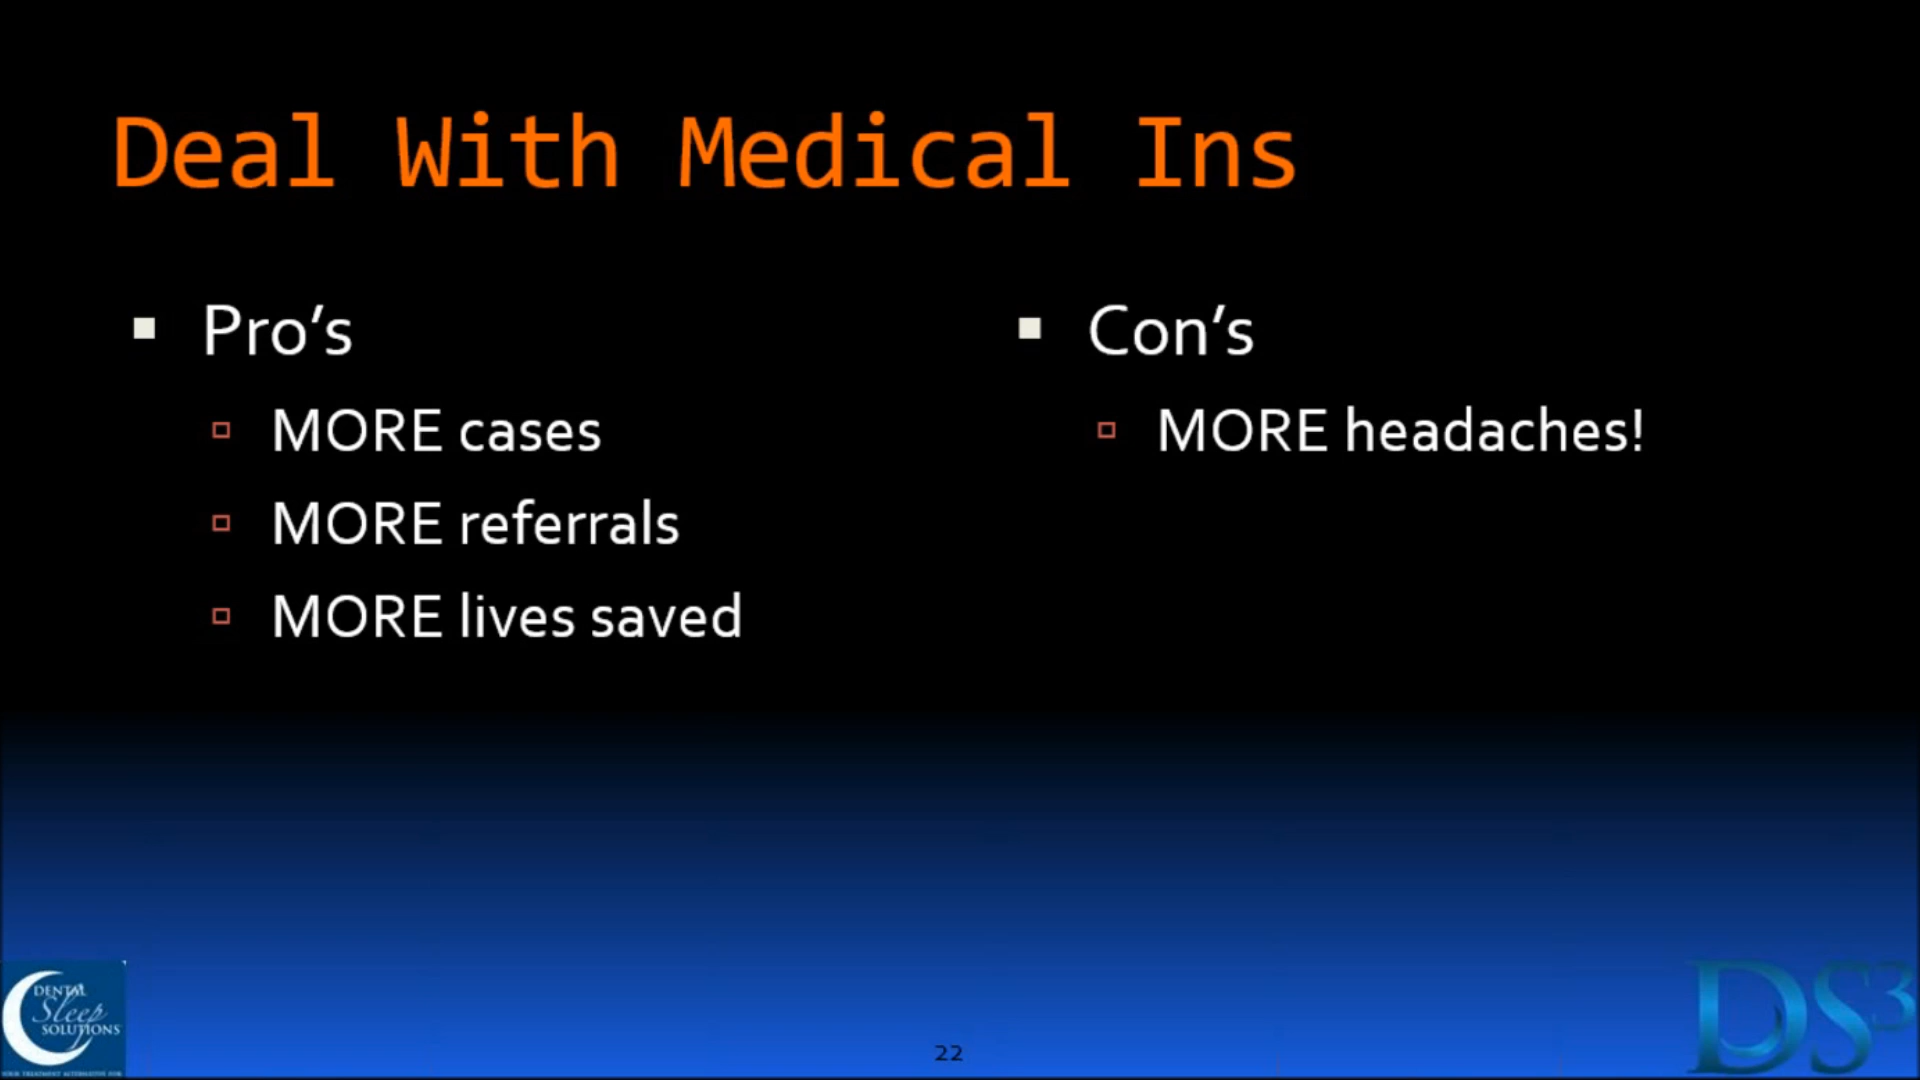 Deal With Medical Ins
Pro’s
MORE cases
MORE referrals
MORE lives saved
Con’s
MORE headaches!
DENTAL
Sleep
SOLUTIONS
22
DS³